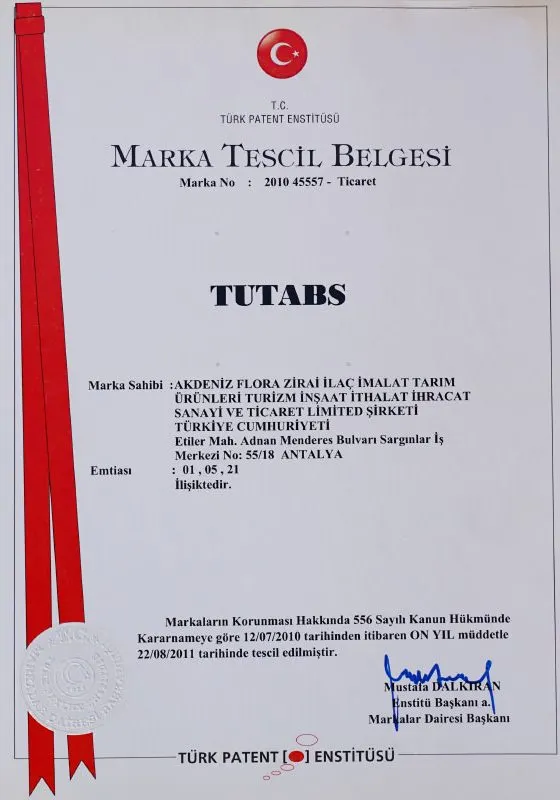 T.C.
TÜRK PATENT ENSTİTÜSÜ
MARKA TESCİL BELGESİ
Marka No : 2010 45557 - Ticaret
TUTABS
Marka Sahibi :AKDENİZ FLORA ZİRAİ İLAÇ İMALAT TARIM
ÜRÜNLERİ TURİZM İNŞAAT İTHALAT İHRACAT
SANAYİ VE TİCARET LİMİTED ŞİRKETİ
TÜRKİYE CUMHURİYETİ
Etiler Mah. Adnan Menderes Bulvarı Sargınlar İş
Merkezi No: 55/18 ANTALYA
Emtiası : 01 , 05 , 21
İlişiktedir.
Markaların Korunması Hakkında 556 Sayılı Kanun Hükmünde
Kararnameye göre 12/07/2010 tarihinden itibaren ON YIL müddetle
22/08/2011 tarihinde tescil edilmiştir.
Mustafa DALKIRAN
Enstitü Başkanı a.
Markalar Dairesi Başkanı
TÜRK PATENT [ ] ENSTİTÜSÜ